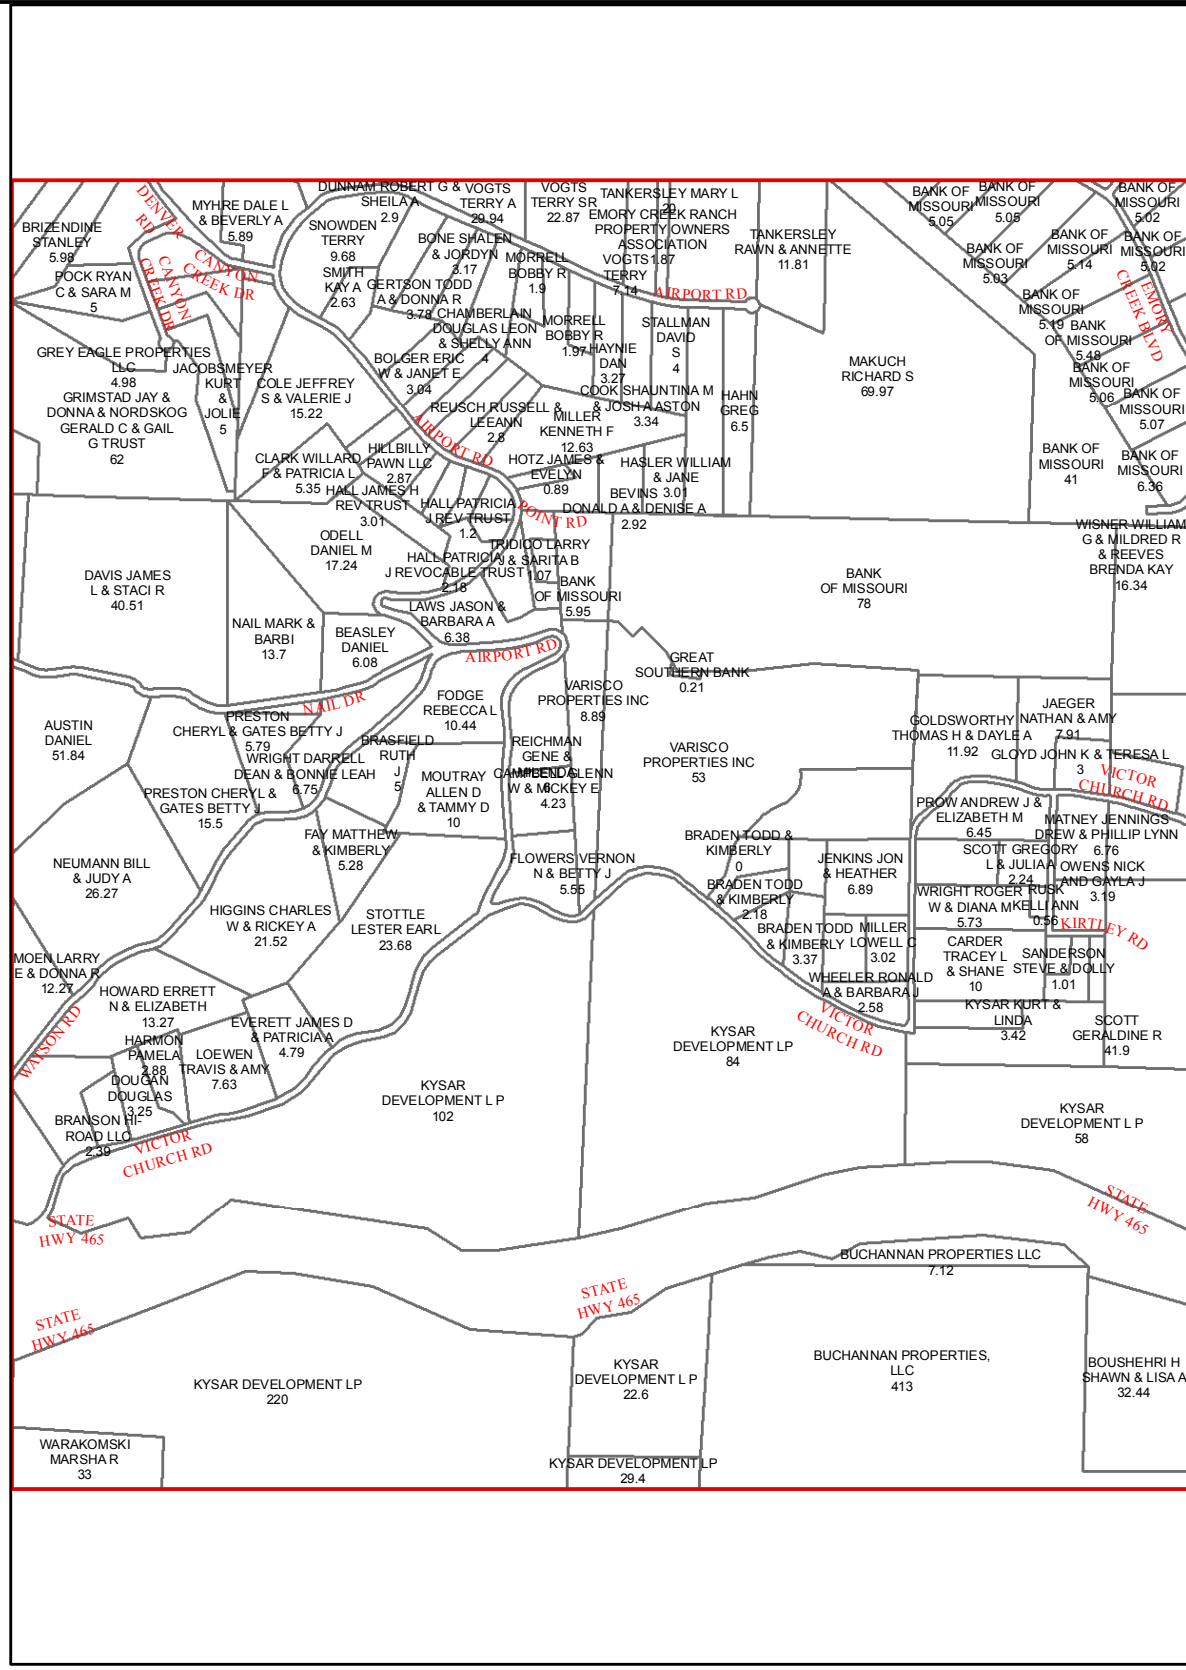 DENVER
RD
MYHRE DALE L
& BEVERLY A
5.89
DUNNAM ROBERT G &
SHEILA A
2.9
VOGTS
TERRY A
29.94
VOGTS
TERRY SR
22.87
TANKERSLEY MARY L
20
EMORY CREEK RANCH
PROPERTY OWNERS
ASSOCIATION
1.87
VOGTS
TERRY
7.14
TANKERSLEY
RAWN & ANNETTE
11.81
BANK OF
MISSOURI
5.05
BANK OF
MISSOURI
5.05
BANK OF
MISSOURI
5.02
BRIZENDINE
STANLEY
5.98
SNOWDEN
TERRY
9.68
BONE SHALEN
& JORDYN
3.17
MORRELL
BOBBY R
1.9
BANK OF
MISSOURI
5.03
BANK OF
MISSOURI
5.14
BANK OF
MISSOURI
5.02
POCK RYAN
C & SARA M
5
CANYON
CREEK DR
CANYON
CREEK DR
SMITH
KAY A
2.63
GERTSON TODD
A & DONNA R
3.78
AIRPORT RD
BANK OF
MISSOURI
5.19
EMORY
CREEK BLVD
CHAMBERLAIN
DOUGLAS LEON
& SHELLY ANN
4
MORRELL
BOBBY R
1.97
STALLMAN
DAVID
S
4
BANK
OF MISSOURI
5.48
GREY EAGLE PROPERTIES
LLC
4.98
JACOBSMEYER
KURT
&
JOLIE
5
COLE JEFFREY
S & VALERIE J
15.22
BOLGER ERIC
W & JANET E
3.04
HAYNIE
DAN
3.27
MAKUCH
RICHARD S
69.97
BANK OF
MISSOURI
5.06
BANK OF
MISSOURI
5.07
GRIMSTAD JAY &
DONNA & NORDSKOG
GERALD C & GAIL
G TRUST
62
AIRPORT RD
REUSCH RUSSELL &
LEEANN
2.8
MILLER
KENNETH F
12.63
COOK SHAUNTINA M
& JOSH A ASTON
3.34
HAHN
GREG
6.5
BANK OF
MISSOURI
41
BANK OF
MISSOURI
6.36
CLARK WILLARD
F & PATRICIA L
5.35
HILLBILLY
PAWN LLC
2.87
HOTZ JAMES &
EVELYN
0.89
HASLER WILLIAM
& JANE
3.01
HALL JAMES H
REV TRUST
3.01
HALL PATRICIA
J REV TRUST
1.2
POINT RD
BEVINS
DONALD A & DENISE A
2.92
WISNER WILLIAM
G & MILDRED R
& REEVES
BRENDA KAY
16.34
ODELL
DANIEL M
17.24
HALL PATRICIA
J REVOCABLE TRUST
2.18
TRIDICO LARRY
J & SARITA B
1.07
BANK
OF MISSOURI
5.95
DAVIS JAMES
L & STACI R
40.51
BANK
OF MISSOURI
78
NAIL MARK &
BARBI
13.7
BEASLEY
DANIEL
6.08
LAWS JASON &
BARBARA A
6.38
AIRPORT RD
GREAT
SOUTHERN BANK
0.21
NAIL DR
FODGE
REBECCA L
10.44
VARISCO
PROPERTIES INC
8.89
JAEGER
NATHAN & AMY
7.91
AUSTIN
DANIEL
51.84
PRESTON
CHERYL & GATES BETTY J
5.79
GOLDSWORTHY
THOMAS H & DAYLE A
11.92
WRIGHT DARRELL
DEAN & BONNIE LEAH
6.75
BRASFIELD
RUTH
J
5
REICHMAN
GENE &
VARISCO
PROPERTIES INC
53
GLOYD JOHN K & TERESA L
3
VICTOR
CHURCH RD
PRESTON CHERYL &
GATES BETTY J
15.5
MOUTRAY
ALLEN D
& TAMMY D
10
CAMPBELL GLENN
W & MICKEY E
4.23
PROW ANDREW J &
ELIZABETH M
6.45
MATNEY JENNINGS
DREW & PHILLIP LYNN
6.76
NEUMANN BILL
& JUDY A
26.27
FAY MATTHEW
& KIMBERLY
5.28
FLOWERS VERNON
N & BETTY J
5.55
BRADEN TODD &
KIMBERLY
0
JENKINS JON
& HEATHER
6.89
SCOTT GREGORY
L & JULIA A
2.24
OWENS NICK
AND GAYLA J
3.19
BRADEN TODD
& KIMBERLY
2.18
WRIGHT ROGER
W & DIANA M
5.73
RUSK
KELLI ANN
0.56
HIGGINS CHARLES
W & RICKEY A
21.52
STOTTLE
LESTER EARL
23.68
BRADEN TODD
& KIMBERLY
3.37
MILLER
LOWELL C
3.02
KIRTLEY RD
CARDER
TRACEY L
& SHANE
10
SANDERSON
STEVE & DOLLY
1.01
MOEN LARRY
E & DONNA R
12.27
WHEELER RONALD
A & BARBARA J
2.58
HOWARD ERRETT
N & ELIZABETH
13.27
KYSAR KURT &
LINDA
3.42
WATSON RD
EVERETT JAMES D
& PATRICIA A
4.79
VICTOR
CHURCH RD
KYSAR
DEVELOPMENT LP
84
SCOTT
GERALDINE R
41.9
HARMON
PAMELA
2.88
LOEWEN
TRAVIS & AMY
7.63
DOUGAN
DOUGLAS
3.25
KYSAR
DEVELOPMENT L P
102
KYSAR
DEVELOPMENT L P
58
BRANSON HI-
ROAD LLC
2.39
VICTOR
CHURCH RD
STATE
HWY 465
STATE
HWY 465
BUCHANNAN PROPERTIES LLC
7.12
STATE
HWY 465
STATE
HWY 465
KYSAR DEVELOPMENT LP
220
KYSAR
DEVELOPMENT L P
22.6
BUCHANNAN PROPERTIES,
LLC
413
BOUSHEHRI H
SHAWN & LISA A
32.44
WARAKOMSKI
MARSHA R
33
KYSAR DEVELOPMENT LP
29.4